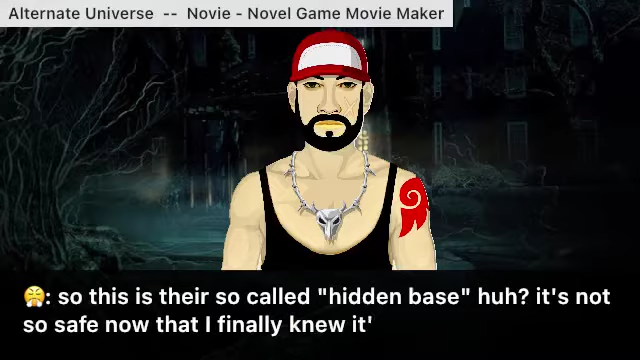 Alternate Universe -- Novie - Novel Game Movie Maker
😤: so this is their so called "hidden base" huh? it's not
so safe now that I finally knew it'